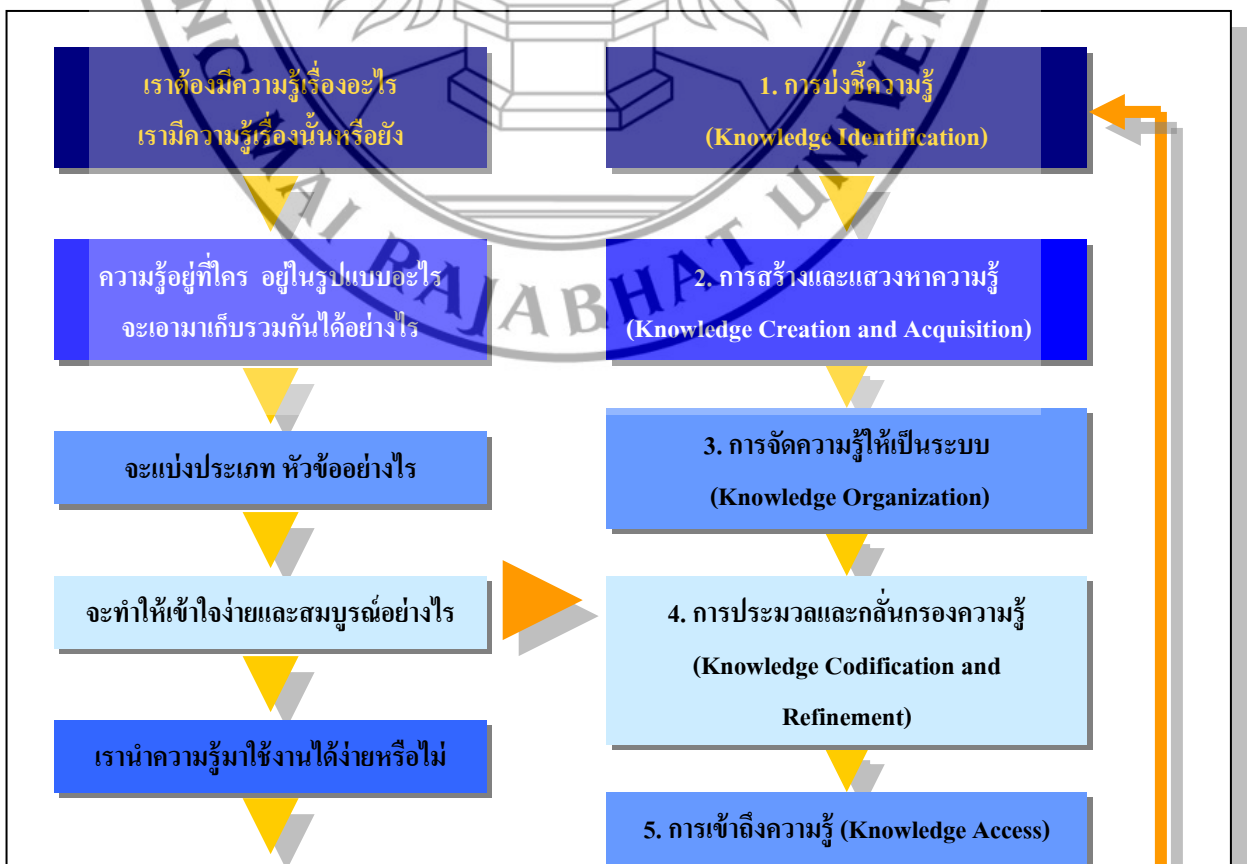 เราต้องมีความรู้เรื่องอะไร
เรามีความรู้เรื่องนั้นหรือยัง
ความรู้อยู่ที่ใคร อยู่ในรูปแบบอะไร
จะเอามาเก็บรวมกันได้อย่างไร
จะแบ่งประเภท หัวข้ออย่างไร
จะทำให้เข้าใจง่ายและสมบูรณ์อย่างไร
เรานำความรู้มาใช้งานได้ง่ายหรือไม่
1. การบ่งชี้ความรู้
(Knowledge Identification)
2. การสร้างและแสวงหาความรู้
(Knowledge Creation and Acquisition)
3. การจัดความรู้ให้เป็นระบบ
(Knowledge Organization)
4. การประมวลและกลั่นกรองความรู้
(Knowledge Codification and
Refinement)
5. การเข้าถึงความรู้ (Knowledge Access)
NG MAI RAJABHAT UNIVER